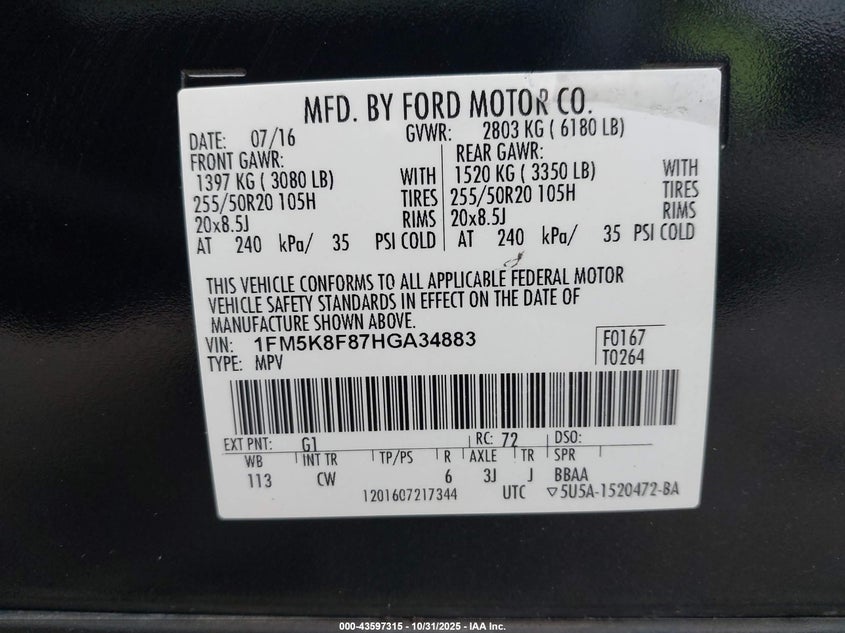 MFD. BY FORD MOTOR CO.
DATE: 07/16 GVWR: 2803 KG ( 6180 LB)
FRONT GAWR: REAR GAWR:
1397 KG ( 3080 LB) WITH 1520 KG ( 3350 LB) WITH
255/50R20 105H TIRES 255/50R20 105H TIRES
20x8.5J RIMS 20x8.5J RIMS
AT 240 kPa/ 35 PSI COLD AT 240 kPa/ 35 PSI COLD
THIS VEHICLE CONFORMS TO ALL APPLICABLE FEDERAL MOTOR
VEHICLE SAFETY STANDARDS IN EFFECT ON THE DATE OF
MANUFACTURE SHOWN ABOVE.
VIN: 1FM5K8F87HGA34883 F0167
TYPE: MPV T0264
EXT PNT: G1 RC: 72 DSO:
WB INT TR TP/PS R AXLE TR SPR
113 CW 6 3J J BBAA
1201607217344 UTC ▽5U5A-1520472-BA
000-43597315 - 10/31/2025 - IAA Inc.